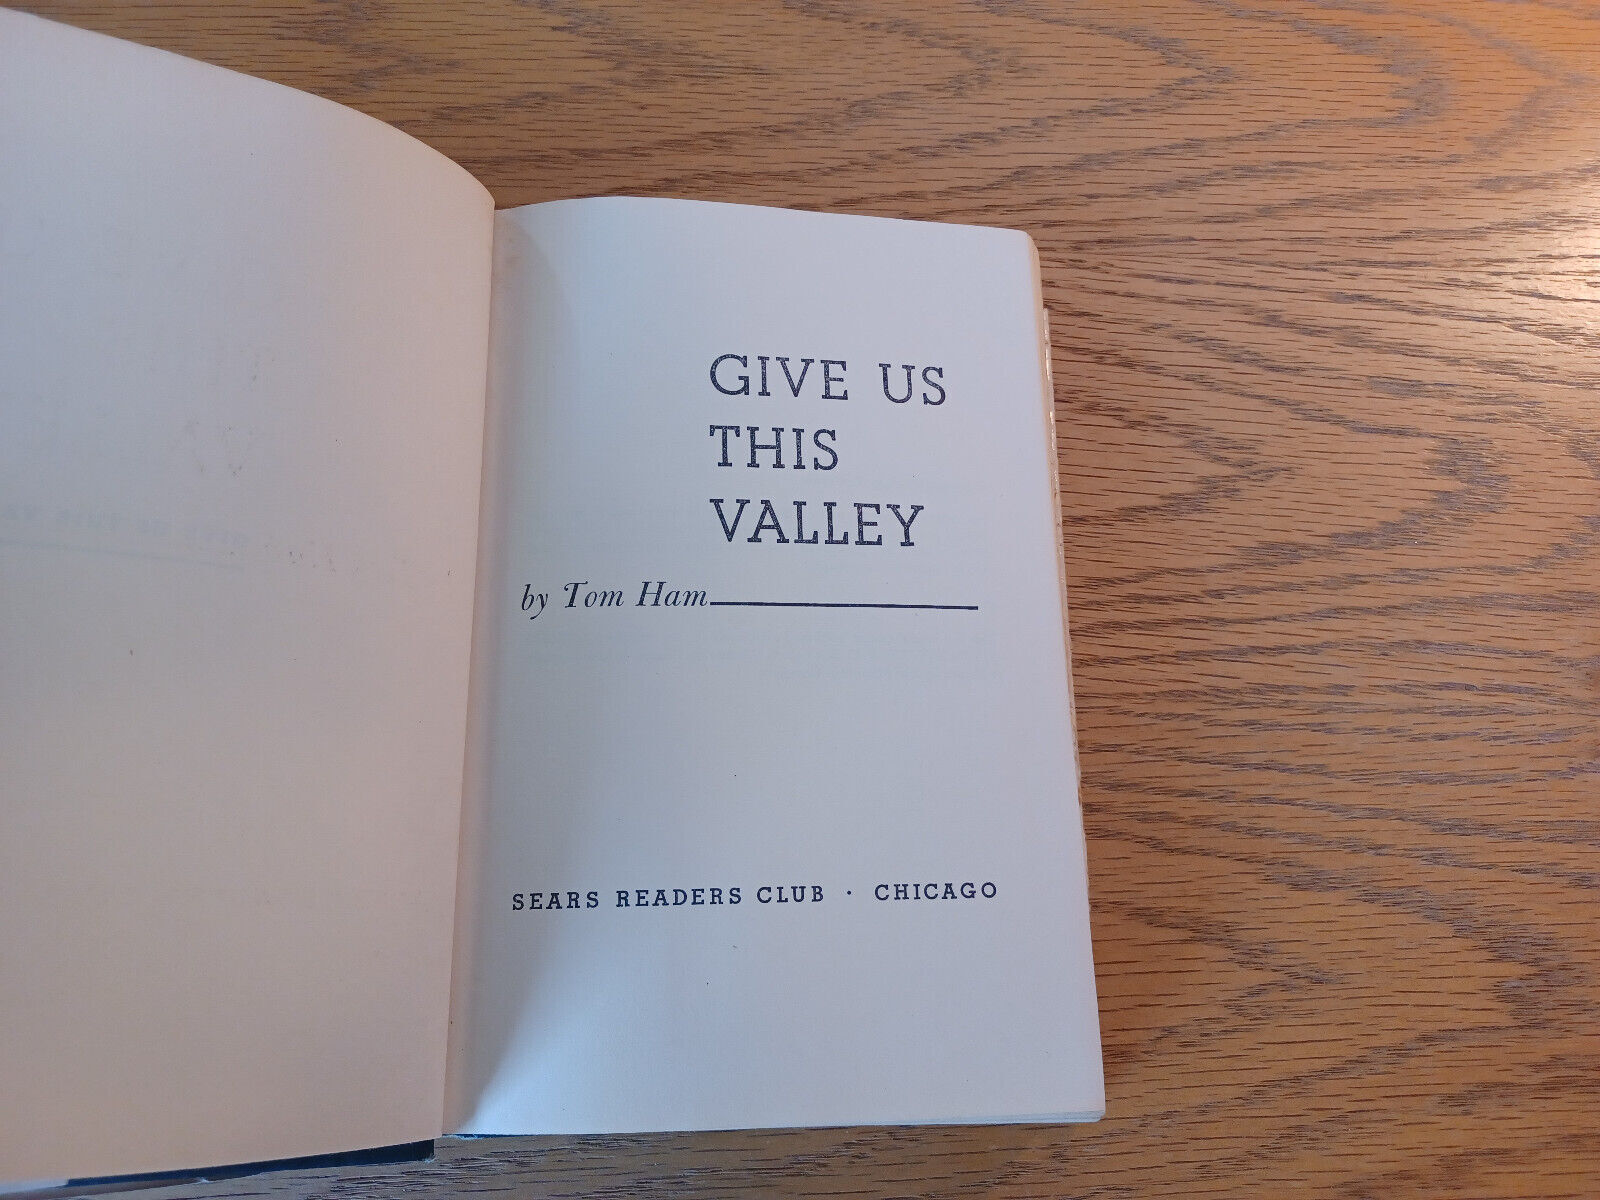 GIVE US
THIS
VALLEY
by Tom Ham
SEARS READERS CLUB · CHICAGO